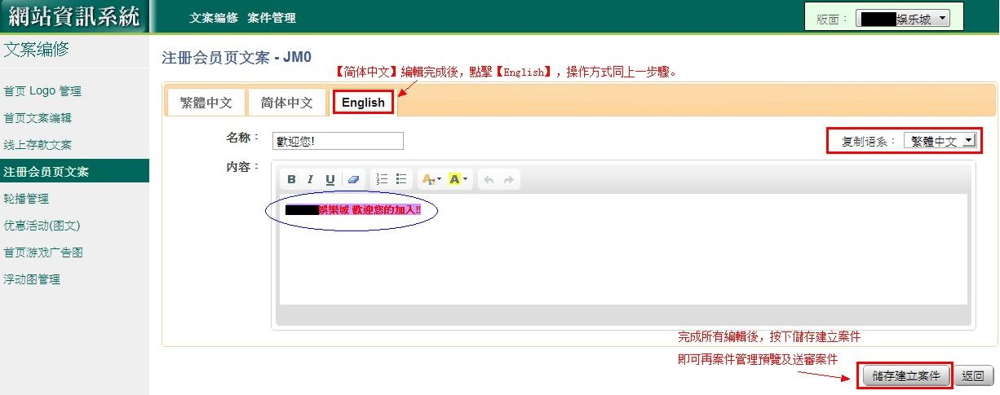 網站資訊系統
文案编修 案件管理
版面： 娱乐城
文案编修
首页 Logo 管理
首页文案编辑
线上存款文案
注册会员页文案
轮播管理
优惠活动(图文)
首页游戏广告图
浮动图管理
注册会员页文案 - JM0
【简体中文】編輯完成後，點擊【English】，操作方式同上一步驟。
繁體中文 简体中文 English
名称： 歡迎您!
复制语系： 繁體中文
内容：
B I U A A
娛樂城 歡迎您的加入!!
完成所有編輯後，按下儲存建立案件
即可再案件管理預覽及送審案件
儲存建立案件 返回